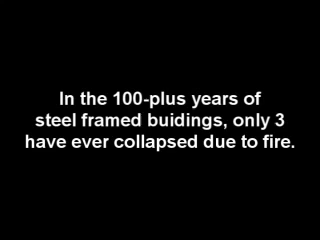 In the 100-plus years of
steel framed buidings, only 3
have ever collapsed due to fire.